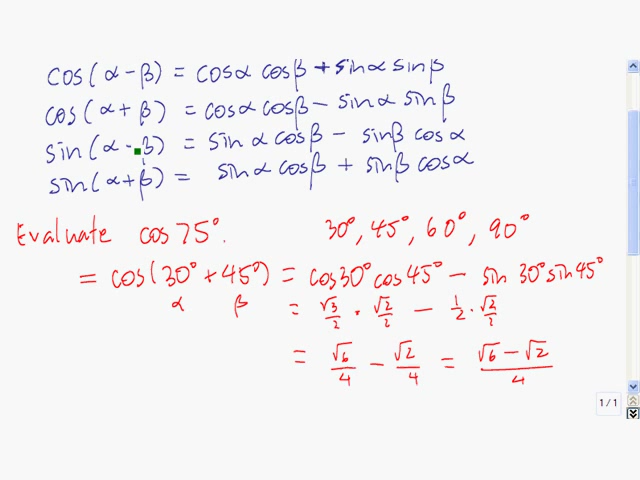 cos(α-β) = cosα cosβ + sinα sinβ
cos(α+β) = cosα cosβ - sinα sinβ
sin(α-β) = sinα cosβ - sinβ cosα
sin(α+β) = sinα cosβ + sinβ cosα
Evaluate cos 75°. 30°, 45°, 60°, 90°
= cos(30°+45°) = cos30° cos45° - sin 30° sin45°
α β = √3/2 · √2/2 - 1/2 · √2/2
= √6/4 - √2/4 = (√6-√2)/4
1/1